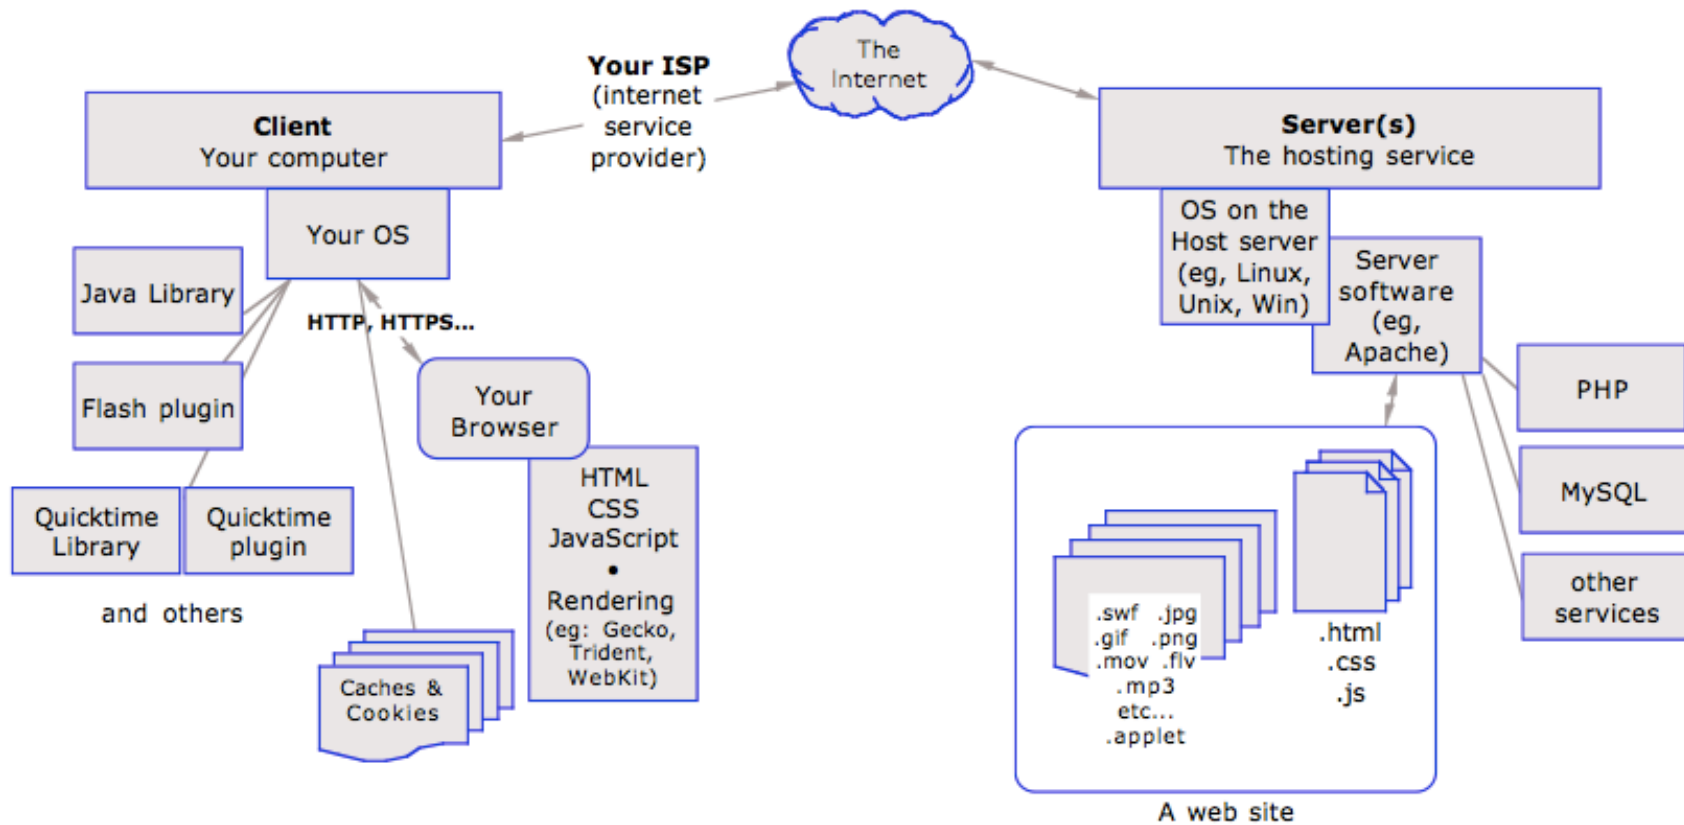 The
Internet
Your ISP
(internet
service
provider)
Client
Your computer
Server(s)
The hosting service
Your OS
OS on the
Host server
(eg, Linux,
Unix, Win)
Server
software
(eg,
Apache)
Java Library
HTTP, HTTPS...
Flash plugin
Your
Browser
PHP
HTML
CSS
JavaScript
•
Rendering
(eg: Gecko,
Trident,
WebKit)
MySQL
Quicktime
Library
Quicktime
plugin
and others
other
services
Caches &
Cookies
.swf .jpg
.gif .png
.mov .flv
.mp3
etc...
.applet
.html
.css
.js
A web site